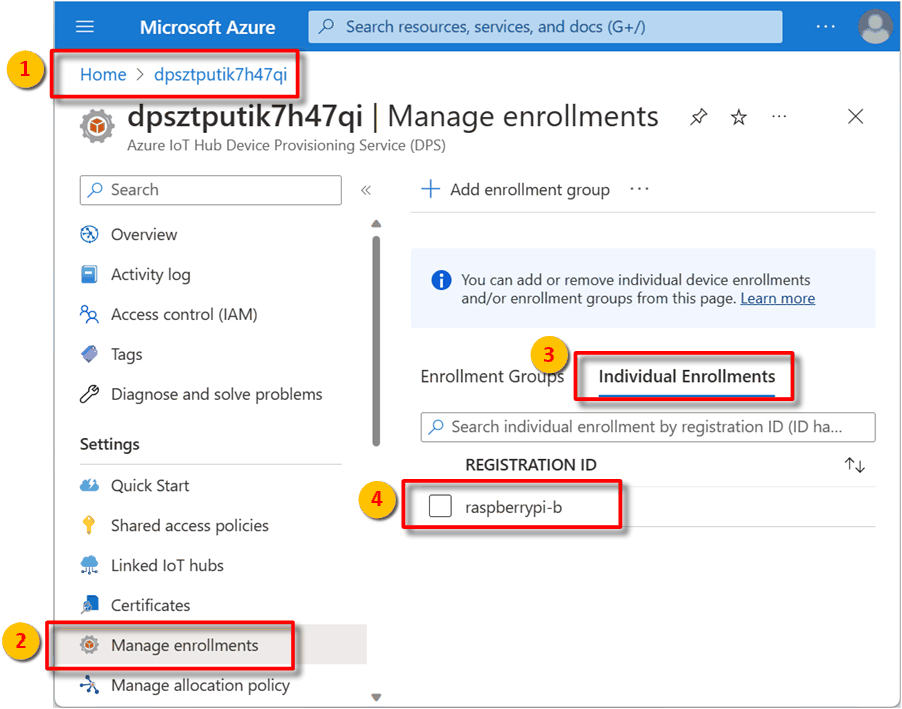 Microsoft Azure
Search resources, services, and docs (G+/)
...
1
Home > dpsztputik7h47qi
dpsztputik7h47qi | Manage enrollments
...
Azure IoT Hub Device Provisioning Service (DPS)
Search
«
+ Add enrollment group
...
Overview
Activity log
Access control (IAM)
Tags
Diagnose and solve problems
Settings
Quick Start
Shared access policies
Linked IoT hubs
Certificates
2
Manage enrollments
Manage allocation policy
You can add or remove individual device enrollments
and/or enrollment groups from this page. Learn more
3
Enrollment Groups
Individual Enrollments
Search individual enrollment by registration ID (ID ha...
REGISTRATION ID
4
raspberrypi-b